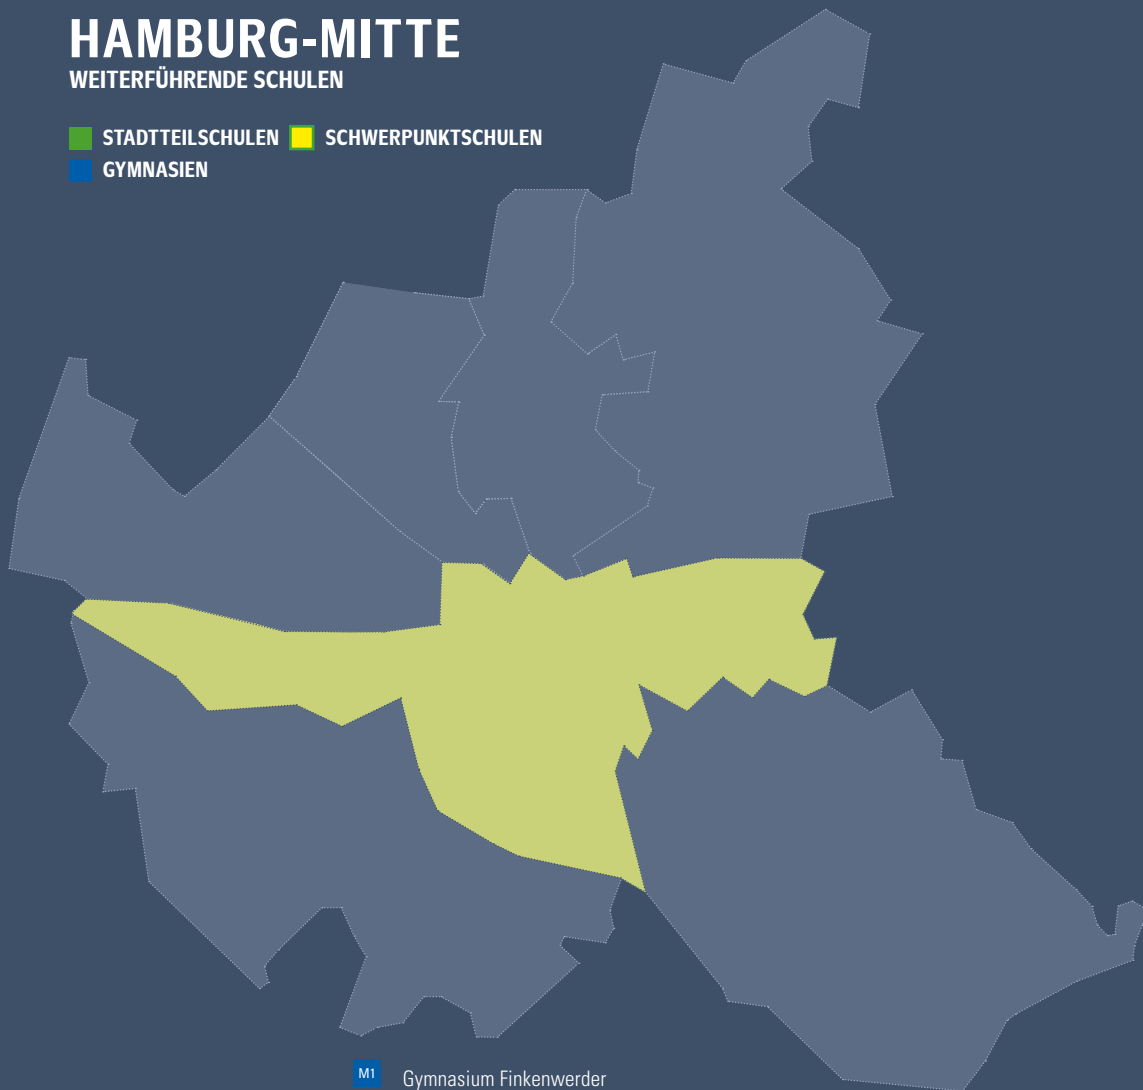 HAMBURG-MITTE
WEITERFÜHRENDE SCHULEN
STADTTEILSCHULEN SCHWERPUNKTSCHULEN
GYMNASIEN
M1 Gymnasium Finkenwerder